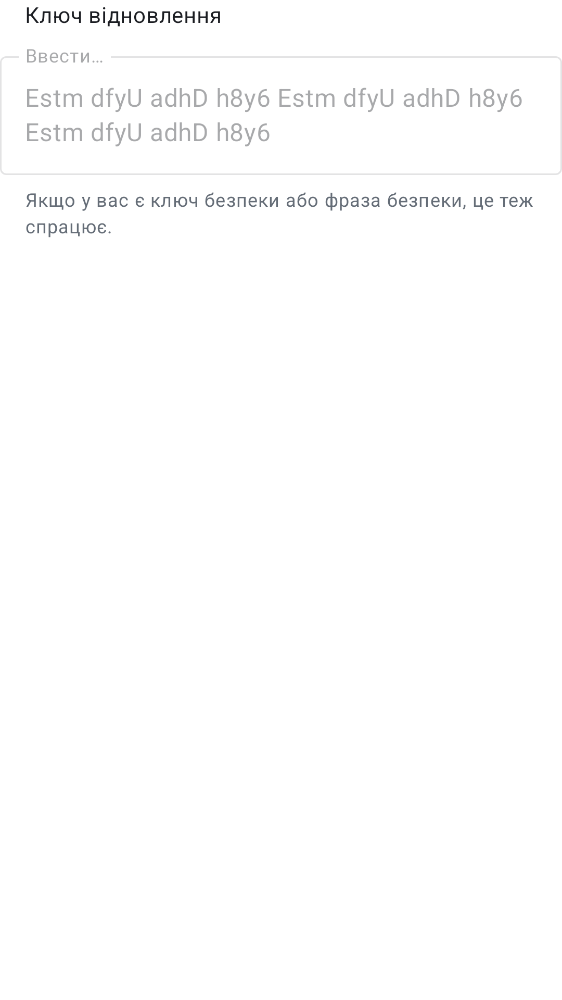 Ключ відновлення
Ввести…
Estm dfyU adhD h8y6 Estm dfyU adhD h8y6
Estm dfyU adhD h8y6
Якщо у вас є ключ безпеки або фраза безпеки, це теж
спрацює.